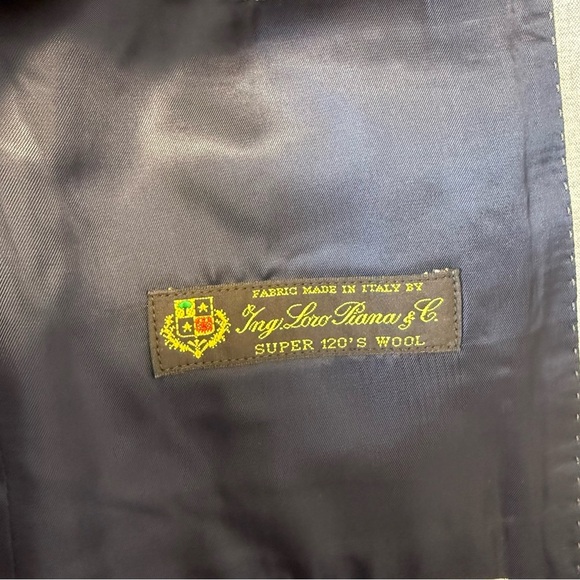 FABRIC MADE IN ITALY BY
Ing. Loro Piana & C.
SUPER 120'S WOOL